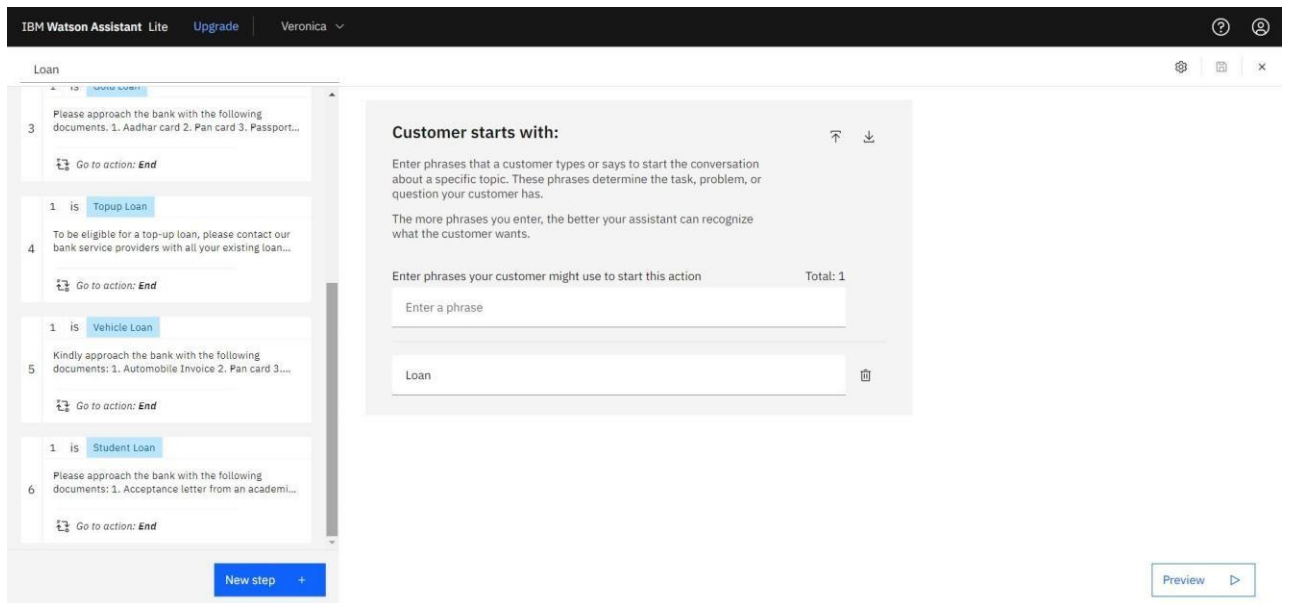 IBM Watson Assistant Lite Upgrade Veronica
Loan
1 is Gold Loan
3
Please approach the bank with the following
documents. 1. Aadhar card 2. Pan card 3. Passport...
Go to action: End
1 is Topup Loan
4
To be eligible for a top-up loan, please contact our
bank service providers with all your existing loan...
Go to action: End
1 is Vehicle Loan
5
Kindly approach the bank with the following
documents: 1. Automobile Invoice 2. Pan card 3....
Go to action: End
1 is Student Loan
6
Please approach the bank with the following
documents: 1. Acceptance letter from an academi...
Go to action: End
New step +
Customer starts with:
Enter phrases that a customer types or says to start the conversation
about a specific topic. These phrases determine the task, problem, or
question your customer has.
The more phrases you enter, the better your assistant can recognize
what the customer wants.
Enter phrases your customer might use to start this action Total: 1
Enter a phrase
Loan
Preview